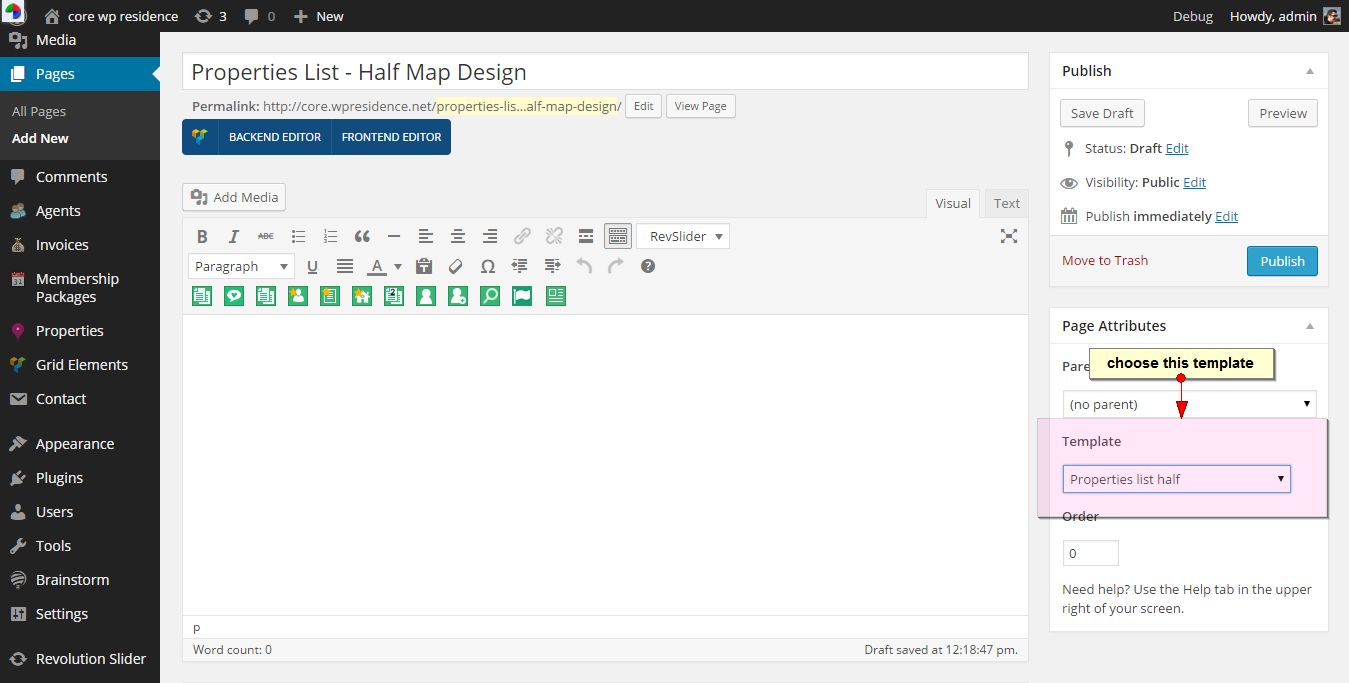 core wp residence 3 0 New Debug Howdy, admin
Media
Pages
All Pages
Add New
Comments
Agents
Invoices
Membership
Packages
Properties
Grid Elements
Contact
Appearance
Plugins
Users
Tools
Brainstorm
Settings
Revolution Slider
Properties List - Half Map Design
Permalink: http://core.wpresidence.net/properties-lis...alf-map-design/ Edit View Page
BACKEND EDITOR FRONTEND EDITOR
Add Media Visual Text
B I ABC RevSlider
Paragraph U A Ω ?
p
Word count: 0 Draft saved at 12:18:47 pm.
Publish
Save Draft Preview
Status: Draft Edit
Visibility: Public Edit
Publish immediately Edit
Move to Trash Publish
Page Attributes
choose this template
(no parent)
Template
Properties list half
Order
0
Need help? Use the Help tab in the upper
right of your screen.